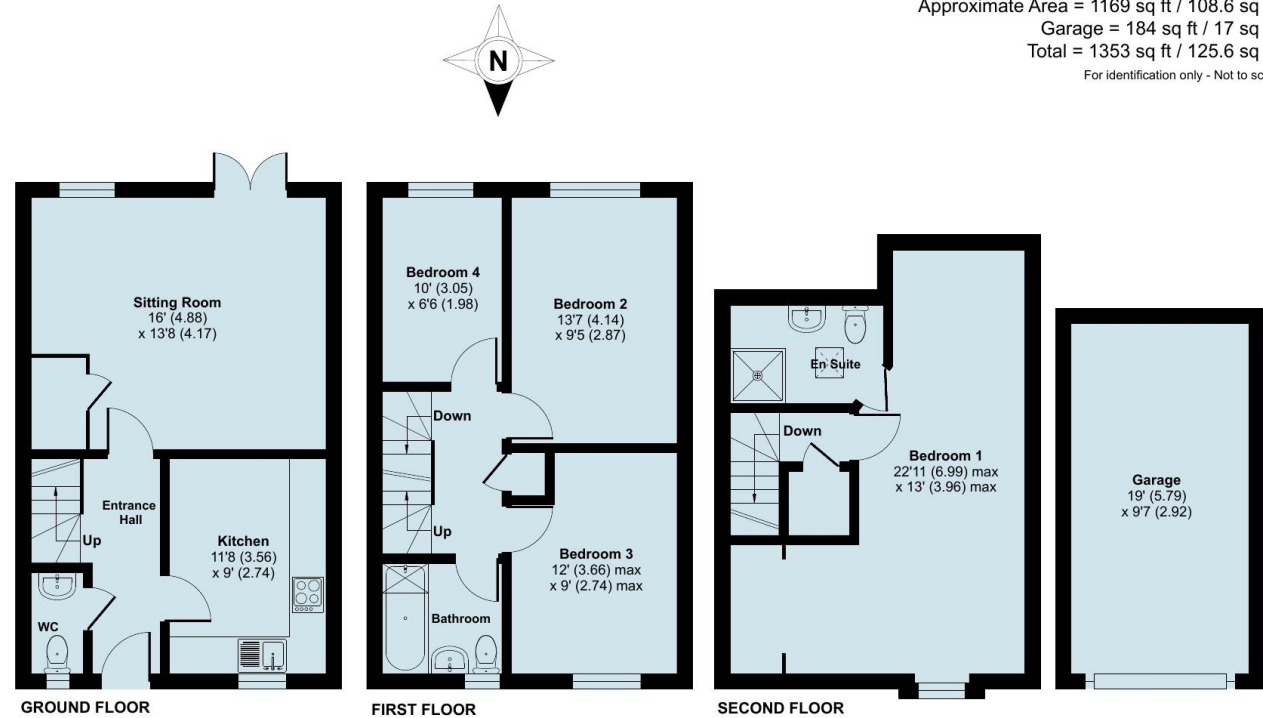 Approximate Area = 1169 sq ft / 108.6 sq
Garage = 184 sq ft / 17 sq
Total = 1353 sq ft / 125.6 sq
For identification only - Not to sc
N
Sitting Room
16' (4.88)
x 13'8 (4.17)
Entrance
Hall
Up
Kitchen
11'8 (3.56)
x 9' (2.74)
WC
GROUND FLOOR
Bedroom 4
10' (3.05)
x 6'6 (1.98)
Bedroom 2
13'7 (4.14)
x 9'5 (2.87)
Down
Up
Bedroom 3
12' (3.66) max
x 9' (2.74) max
Bathroom
FIRST FLOOR
En Suite
Down
Bedroom 1
22'11 (6.99) max
x 13' (3.96) max
SECOND FLOOR
Garage
19' (5.79)
x 9'7 (2.92)